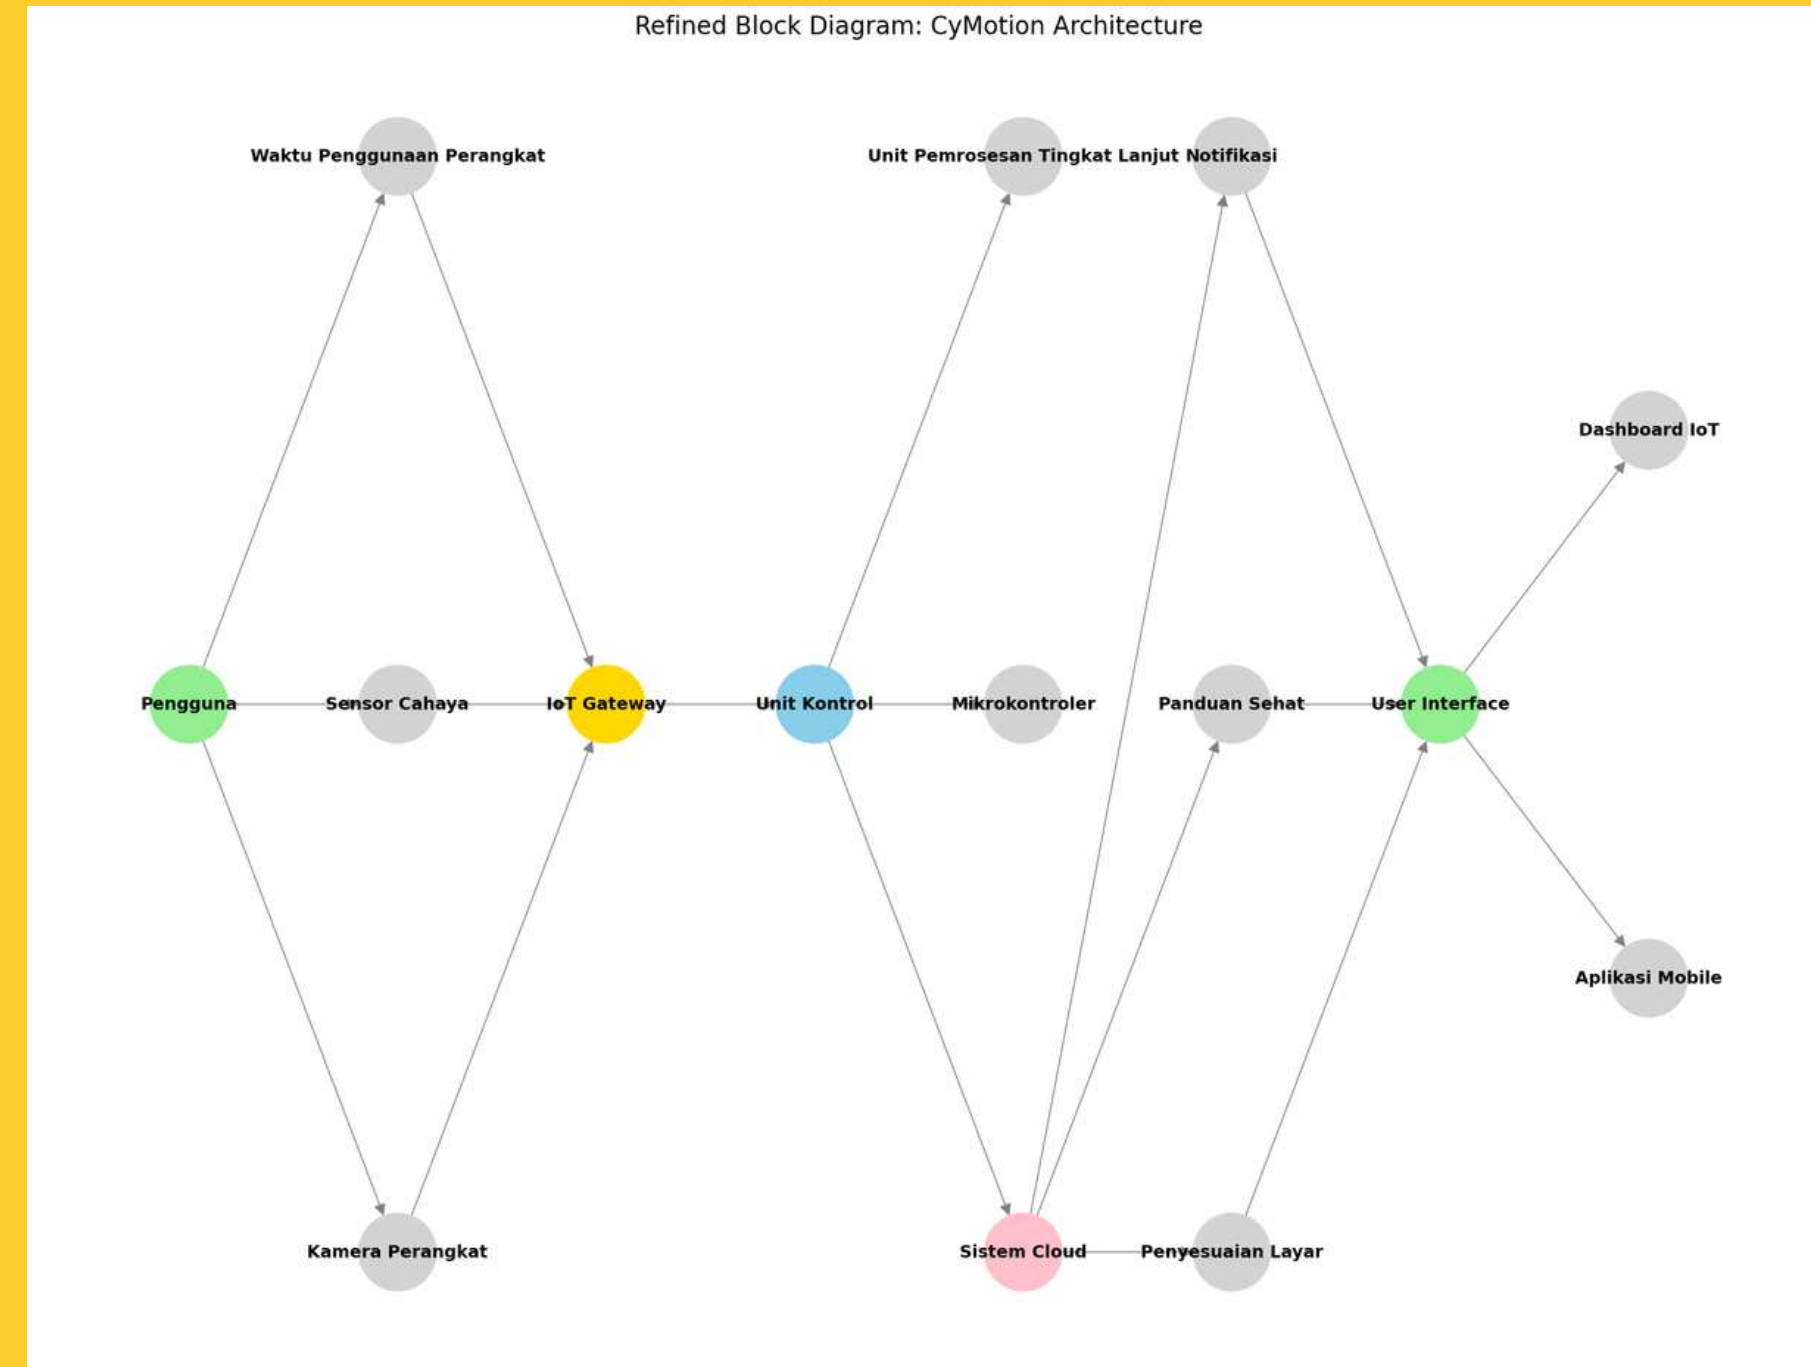 Refined Block Diagram: CyMotion Architecture
Waktu Penggunaan Perangkat
Unit Pemrosesan Tingkat Lanjut
Notifikasi
Dashboard IoT
Pengguna
Sensor Cahaya
IoT Gateway
Unit Kontrol
Mikrokontroler
Panduan Sehat
User Interface
Aplikasi Mobile
Kamera Perangkat
Sistem Cloud
Penyesuaian Layar